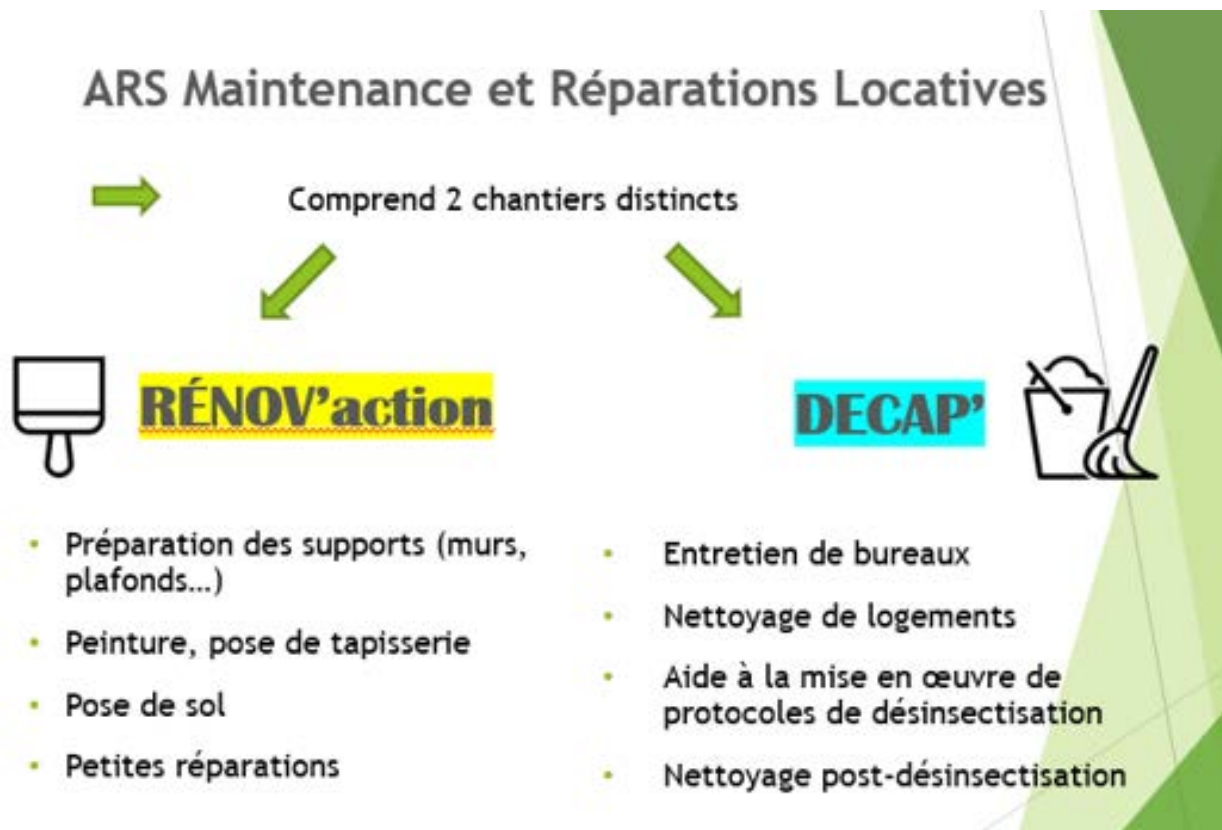 ARS Maintenance et Réparations Locatives
Comprend 2 chantiers distincts
RÉNOV’action
• Préparation des supports (murs,
plafonds…)
• Peinture, pose de tapisserie
• Pose de sol
• Petites réparations
DECAP’
• Entretien de bureaux
• Nettoyage de logements
• Aide à la mise en œuvre de
protocoles de désinsectisation
• Nettoyage post-désinsectisation